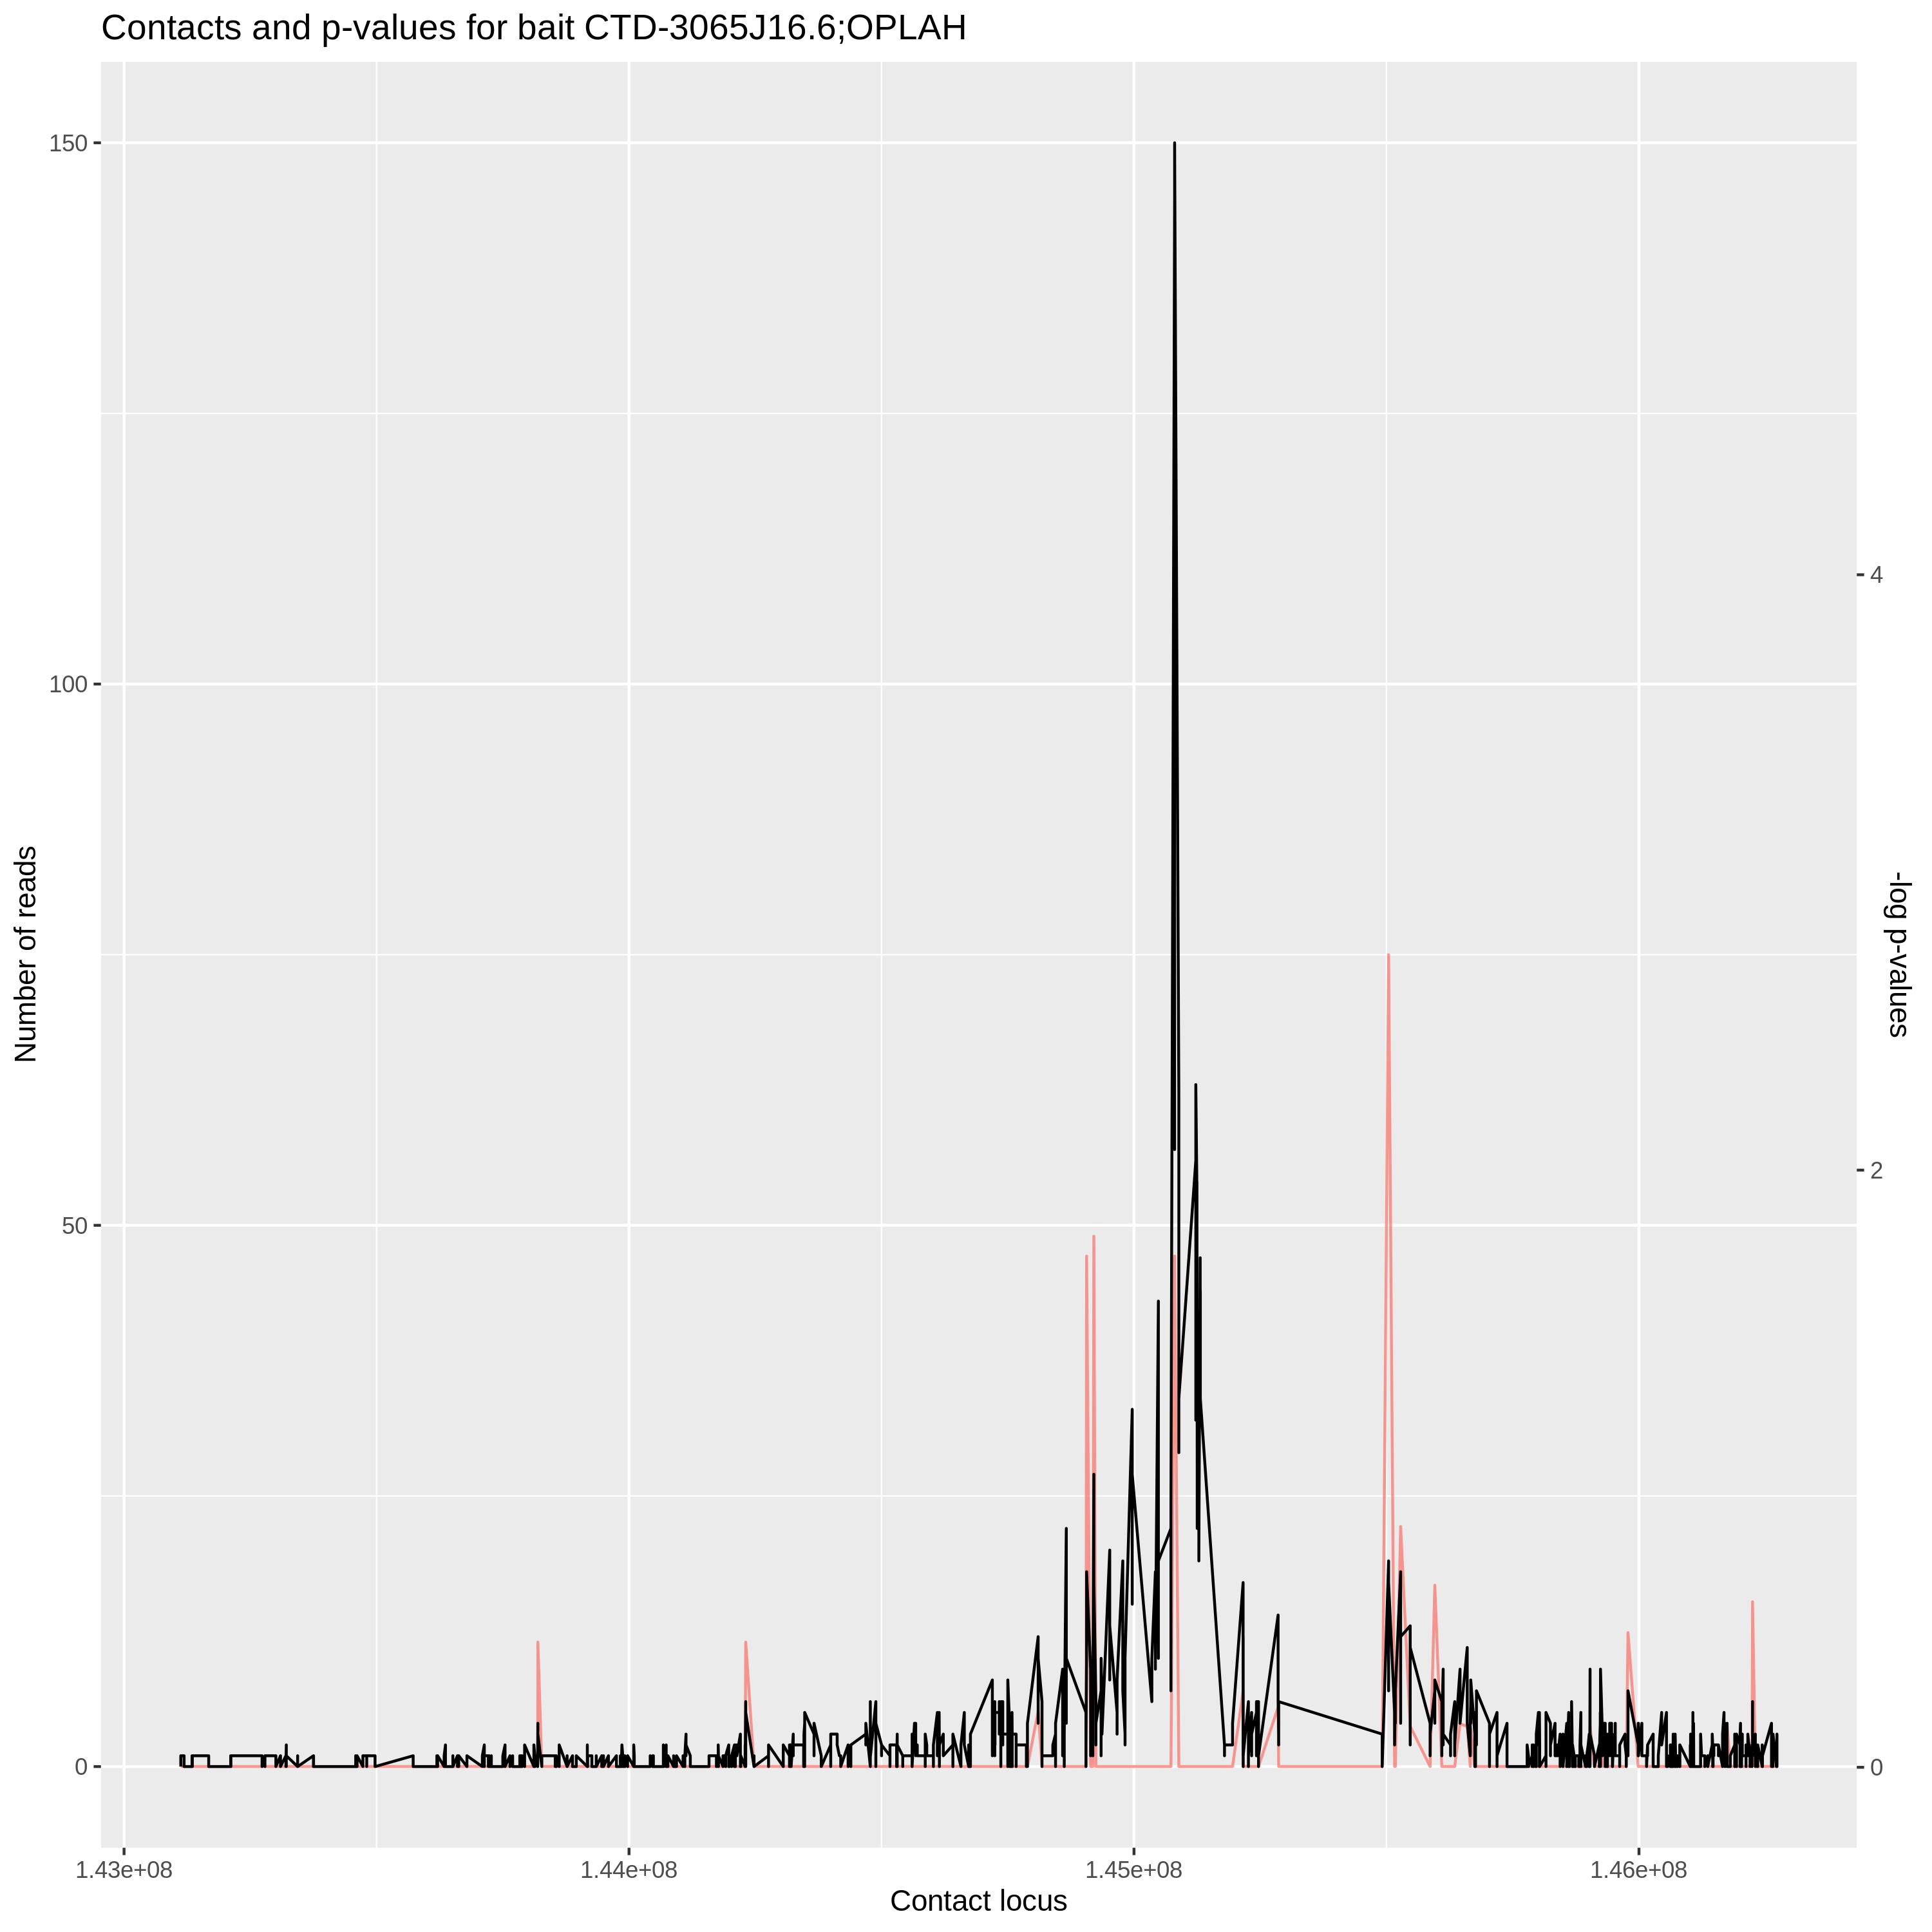 Contacts and p-values for bait CTD-3065J16.6;OPLAH
150
100
50
0
Number of reads
4
2
0
-log p-values
1.43e+08 1.44e+08 1.45e+08 1.46e+08
Contact locus